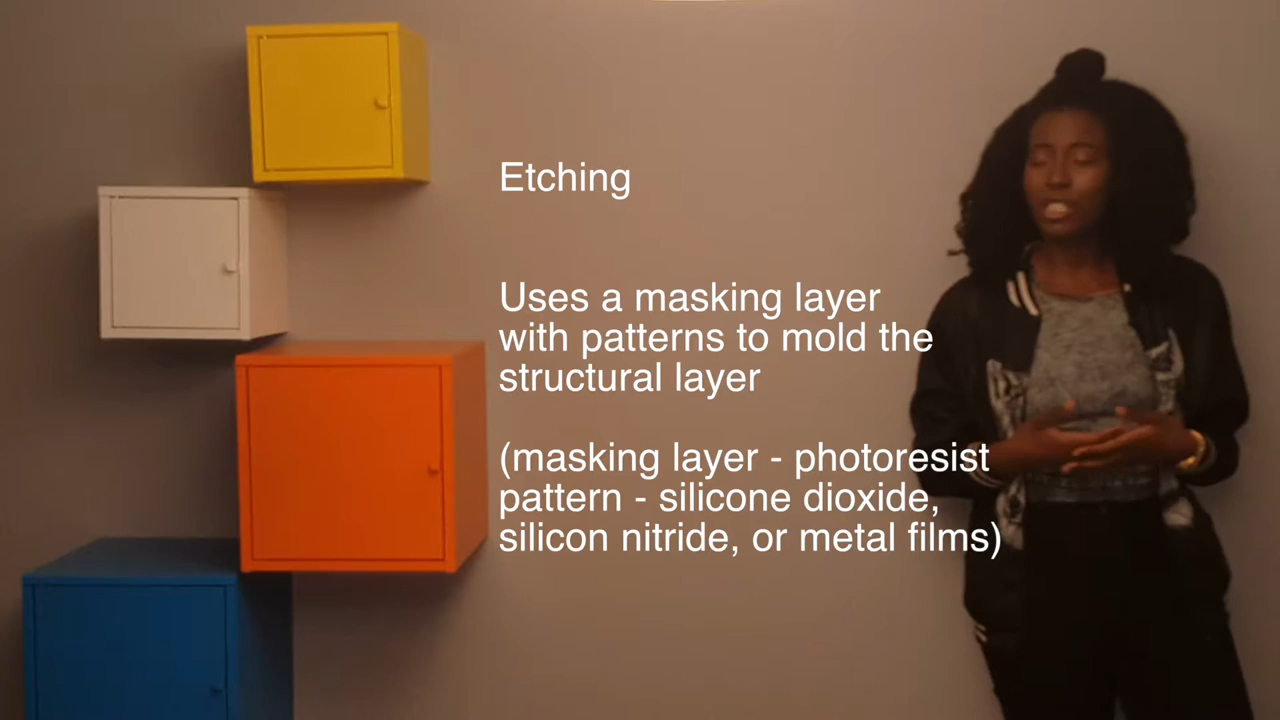 Etching
Uses a masking layer
with patterns to mold the
structural layer
(masking layer - photoresist
pattern - silicone dioxide,
silicon nitride, or metal films)